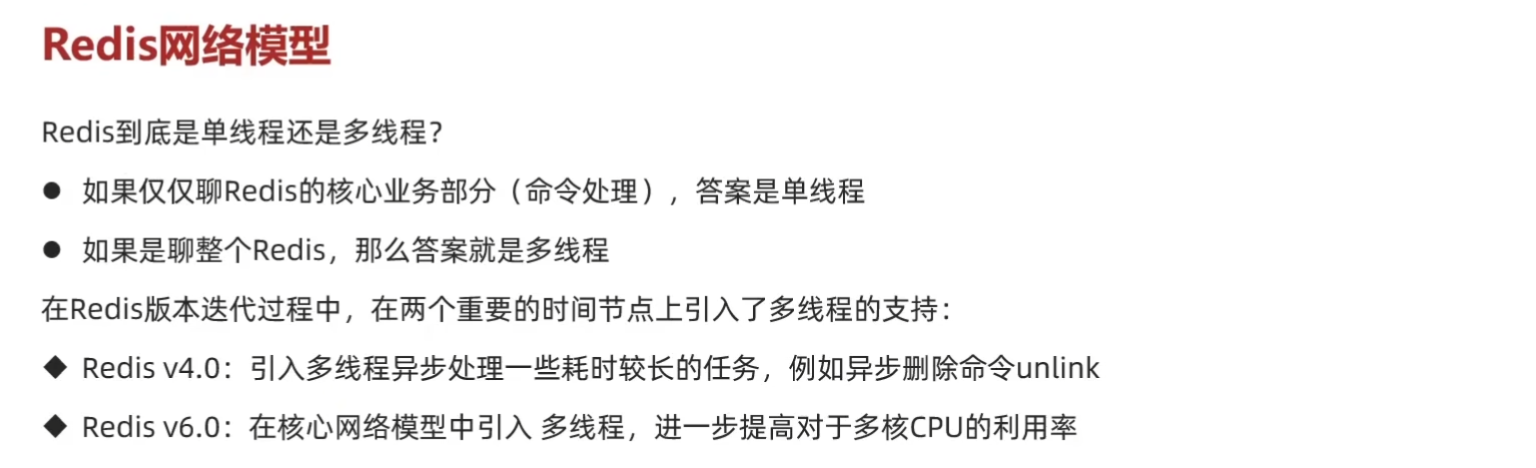 Redis网络模型
Redis到底是单线程还是多线程？
● 如果仅仅聊Redis的核心业务部分（命令处理），答案是单线程
● 如果是聊整个Redis，那么答案就是多线程
在Redis版本迭代过程中，在两个重要的时间节点上引入了多线程的支持：
◆ Redis v4.0：引入多线程异步处理一些耗时较长的任务，例如异步删除命令unlink
◆ Redis v6.0：在核心网络模型中引入 多线程，进一步提高对于多核CPU的利用率